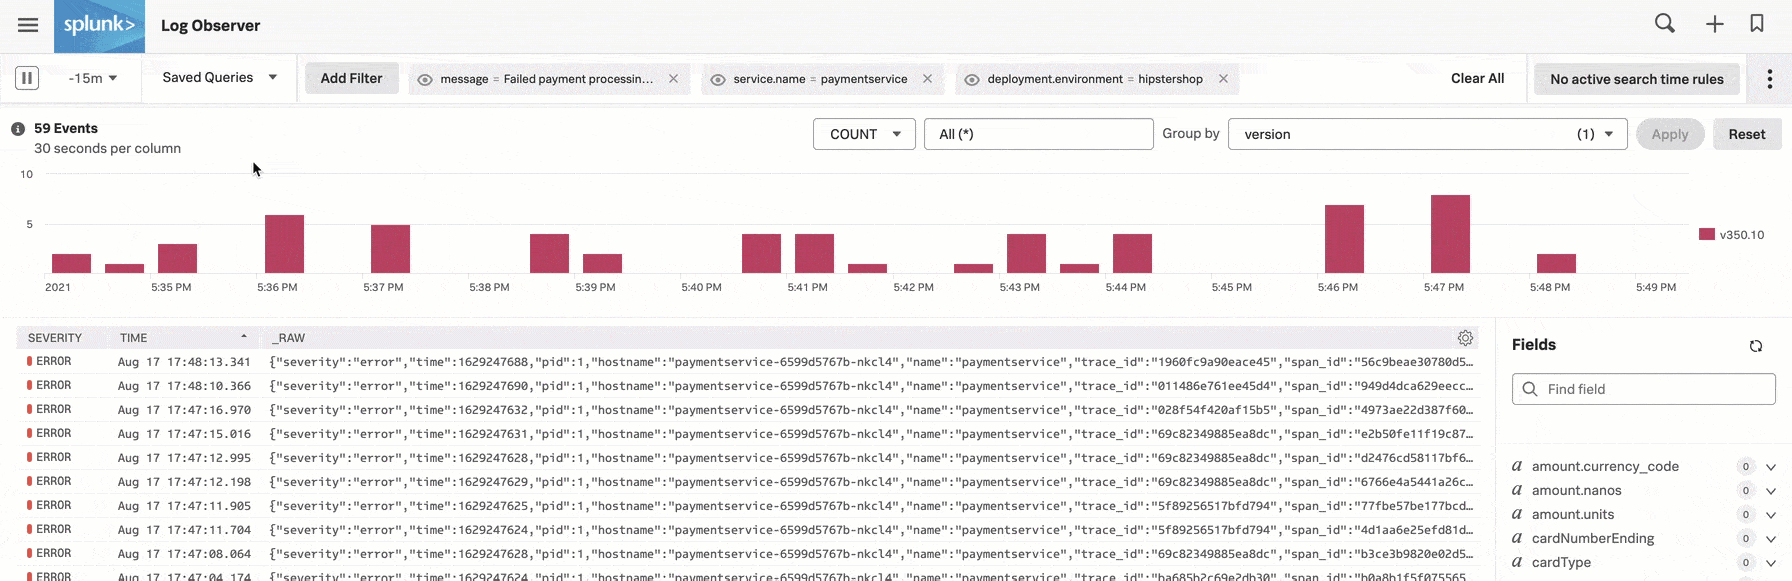 splunk> Log Observer
-15m Saved Queries Add Filter message = Failed payment processin... × service.name = paymentservice × deployment.environment = hipstershop × Clear All No active search time rules
59 Events
30 seconds per column
COUNT All (*) Group by version (1) Apply Reset
10
5
v350.10
2021 5:35 PM 5:36 PM 5:37 PM 5:38 PM 5:39 PM 5:40 PM 5:41 PM 5:42 PM 5:43 PM 5:44 PM 5:45 PM 5:46 PM 5:47 PM 5:48 PM 5:49 PM
SEVERITY TIME _RAW
ERROR Aug 17 17:48:13.341 {"severity":"error","time":1629247688,"pid":1,"hostname":"paymentservice-6599d5767b-nkcl4","name":"paymentservice","trace_id":"1960fc9a90eace45","span_id":"56c9beae30780d5...
ERROR Aug 17 17:48:10.366 {"severity":"error","time":1629247690,"pid":1,"hostname":"paymentservice-6599d5767b-nkcl4","name":"paymentservice","trace_id":"011486e761ee45d4","span_id":"949d4dca629eecc...
ERROR Aug 17 17:47:16.970 {"severity":"error","time":1629247632,"pid":1,"hostname":"paymentservice-6599d5767b-nkcl4","name":"paymentservice","trace_id":"028f54f420af15b5","span_id":"4973ae22d387f60...
ERROR Aug 17 17:47:15.016 {"severity":"error","time":1629247631,"pid":1,"hostname":"paymentservice-6599d5767b-nkcl4","name":"paymentservice","trace_id":"69c82349885ea8dc","span_id":"e2b50fe11f19c87...
ERROR Aug 17 17:47:12.995 {"severity":"error","time":1629247628,"pid":1,"hostname":"paymentservice-6599d5767b-nkcl4","name":"paymentservice","trace_id":"69c82349885ea8dc","span_id":"d2476cd58117bf6...
ERROR Aug 17 17:47:12.198 {"severity":"error","time":1629247629,"pid":1,"hostname":"paymentservice-6599d5767b-nkcl4","name":"paymentservice","trace_id":"69c82349885ea8dc","span_id":"6766e4a5441a26c...
ERROR Aug 17 17:47:11.905 {"severity":"error","time":1629247625,"pid":1,"hostname":"paymentservice-6599d5767b-nkcl4","name":"paymentservice","trace_id":"5f89256517bfd794","span_id":"77fbe57be177bcd...
ERROR Aug 17 17:47:11.704 {"severity":"error","time":1629247624,"pid":1,"hostname":"paymentservice-6599d5767b-nkcl4","name":"paymentservice","trace_id":"5f89256517bfd794","span_id":"4d1aa6e25efd81d...
ERROR Aug 17 17:47:08.064 {"severity":"error","time":1629247628,"pid":1,"hostname":"paymentservice-6599d5767b-nkcl4","name":"paymentservice","trace_id":"69c82349885ea8dc","span_id":"b3ce3b9820e02d5...
ERROR Aug 17 17:47:04.174 {"severity":"error","time":1629247624,"pid":1,"hostname":"paymentservice-6599d5767b-nkcl4","name":"paymentservice","trace_id":"ba685b2c69e2db30","span_id":"b0a8b1f5f075565
Fields
Find field
a amount.currency_code 0
a amount.nanos 0
a amount.units 0
a cardNumberEnding 0
a cardType 0